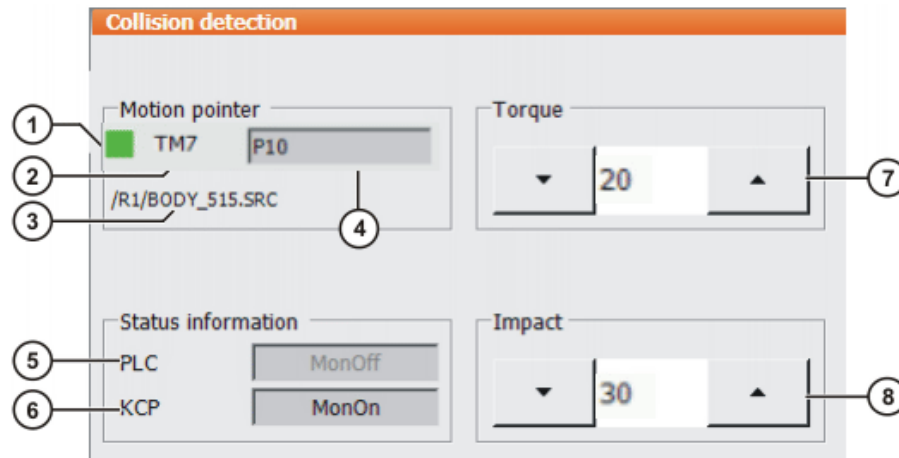 Collision detection
Motion pointer
Torque
1
TM7
P10
2
20
7
/R1/BODY_515.SRC
3
4
Status information
Impact
5
PLC
MonOff
6
KCP
MonOn
30
8